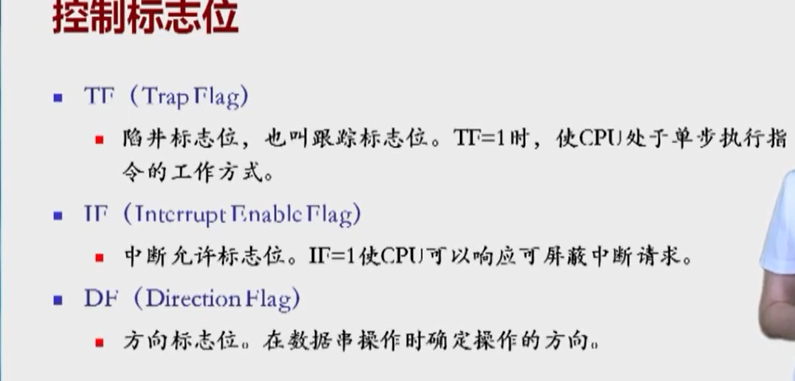 控制标志位
TF（Trap Flag）
陷井标志位，也叫跟踪标志位。TF=1时，使CPU处于单步执行指
令的工作方式。
IF（Interrupt Enable Flag）
中断允许标志位。IF=1使CPU可以响应可屏蔽中断请求。
DF（Direction Flag）
方向标志位。在数据串操作时确定操作的方向。